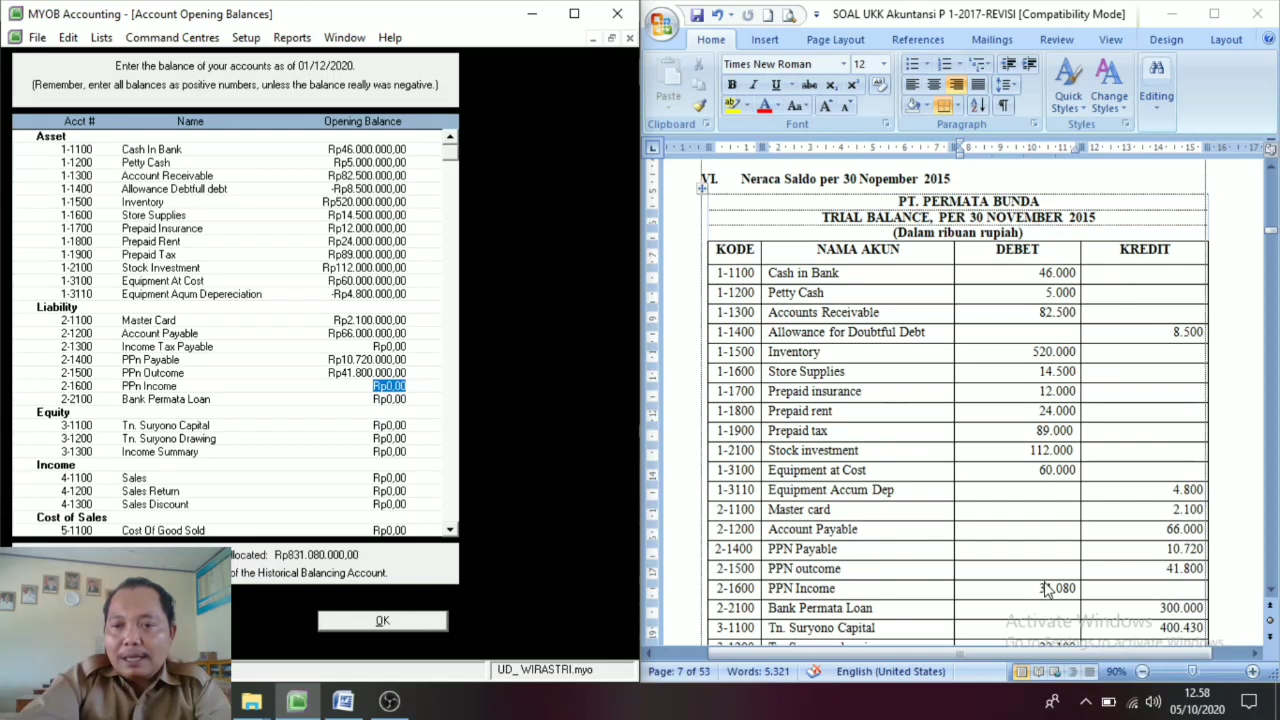 MYOB Accounting - [Account Opening Balances]
File Edit Lists Command Centres Setup Reports Window Help
Enter the balance of your accounts as of 01/12/2020.
(Remember, enter all balances as positive numbers, unless the balance really was negative.)
Acct # Name Opening Balance
Asset
1-1100 Cash In Bank Rp46.000.000,00
1-1200 Petty Cash Rp5.000.000,00
1-1300 Account Receivable Rp82.500.000,00
1-1400 Allowance Debtfull debt -Rp8.500.000,00
1-1500 Inventory Rp520.000.000,00
1-1600 Store Supplies Rp14.500.000,00
1-1700 Prepaid Insurance Rp12.000.000,00
1-1800 Prepaid Rent Rp24.000.000,00
1-1900 Prepaid Tax Rp89.000.000,00
1-2100 Stock Investment Rp112.000.000,00
1-3100 Equipment At Cost Rp60.000.000,00
1-3110 Equipment Aqum Depereciation -Rp4.800.000,00
Liability
2-1100 Master Card Rp2.100.000,00
2-1200 Account Payable Rp66.000.000,00
2-1300 Income Tax Payable Rp0,00
2-1400 PPn Payable Rp10.720.000,00
2-1500 PPn Outcome Rp41.800.000,00
2-1600 PPn Income Rp0,00
2-2100 Bank Permata Loan Rp0,00
Equity
3-1100 Tn. Suryono Capital Rp0,00
3-1200 Tn. Suryono Drawing Rp0,00
3-1300 Income Summary Rp0,00
Income
4-1100 Sales Rp0,00
4-1200 Sales Return Rp0,00
4-1300 Sales Discount Rp0,00
Cost of Sales
5-1100 Cost Of Good Sold Rp0,00
located: Rp831.080.000,00
of the Historical Balancing Account.
OK
UD_ WIRASTRI.myo
SOAL UKK Akuntansi P 1-2017-REVISI [Compatibility Mode]
Home Insert Page Layout References Mailings Review View Design Layout
Paste
Clipboard
Times New Roman 12
Font
Paragraph
Quick Styles
Change Styles
Styles
Editing
VI. Neraca Saldo per 30 Nopember 2015
PT. PERMATA BUNDA
TRIAL BALANCE, PER 30 NOVEMBER 2015
(Dalam ribuan rupiah)
KODE NAMA AKUN DEBET KREDIT
1-1100 Cash in Bank 46.000
1-1200 Petty Cash 5.000
1-1300 Accounts Receivable 82.500
1-1400 Allowance for Doubtful Debt 8.500
1-1500 Inventory 520.000
1-1600 Store Supplies 14.500
1-1700 Prepaid insurance 12.000
1-1800 Prepaid rent 24.000
1-1900 Prepaid tax 89.000
1-2100 Stock investment 112.000
1-3100 Equipment at Cost 60.000
1-3110 Equipment Accum Dep 4.800
2-1100 Master card 2.100
2-1200 Account Payable 66.000
2-1400 PPN Payable 10.720
2-1500 PPN outcome 41.800
2-1600 PPN Income
2-2100 Bank Permata Loan 300.000
3-1100 Tn. Suryono Capital 400.430
Activate Windows
Go to Settings to activate Windows.
Page: 7 of 53 Words: 5.321 English (United States) 90%
12.58
05/10/2020